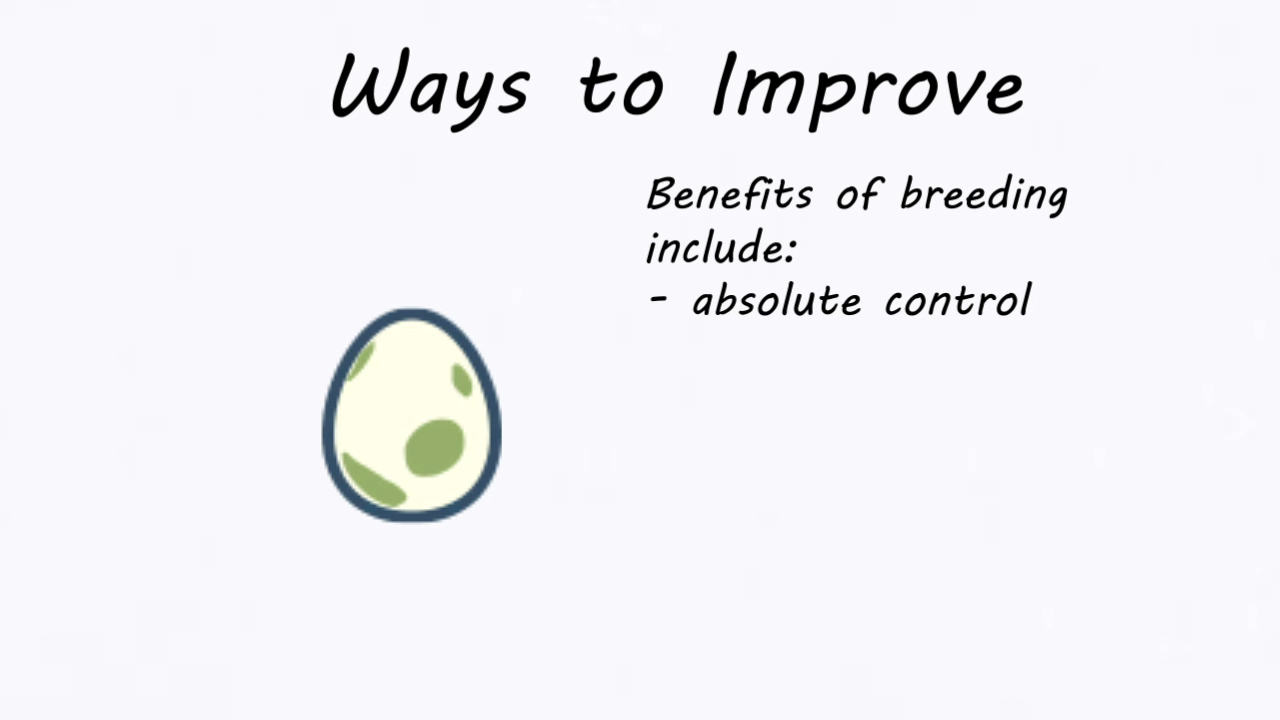 Ways to Improve
Benefits of breeding
include:
- absolute control